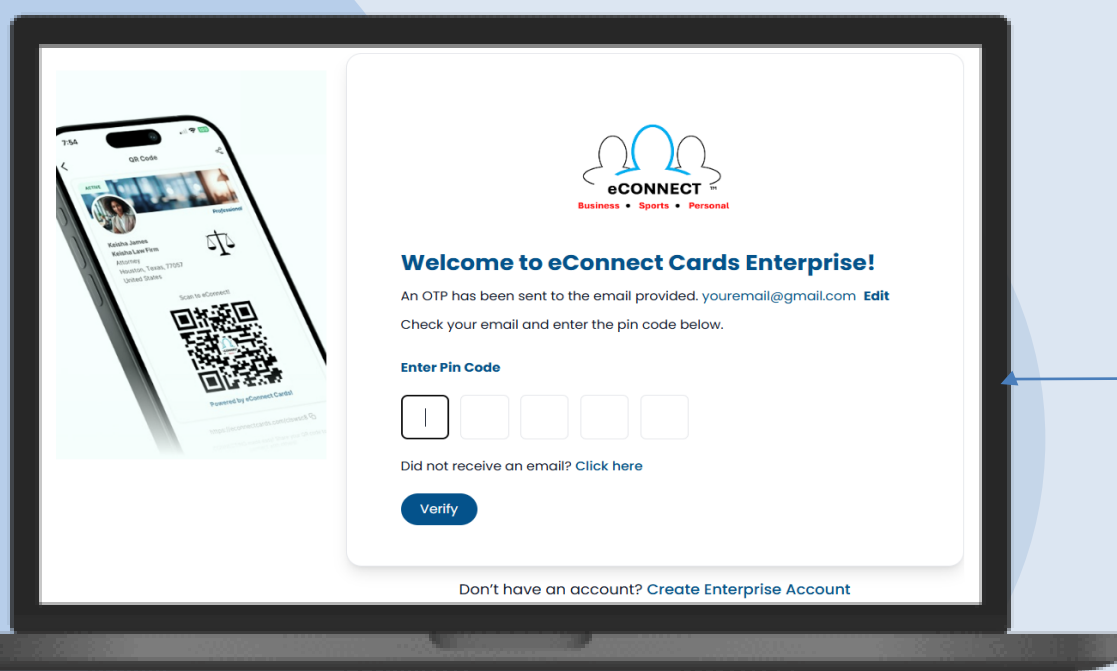 7:54
QR Code
ACTIVE
Professional
Keisha James
Keisha Law Firm
Attorney
Houston, Texas, 77057
United States
Scan to eConnect!
Powered by eConnect Cards!
eCONNECT ™
Business • Sports • Personal
Welcome to eConnect Cards Enterprise!
An OTP has been sent to the email provided. youremail@gmail.com Edit
Check your email and enter the pin code below.
Enter Pin Code
Did not receive an email? Click here
Verify
Don't have an account? Create Enterprise Account